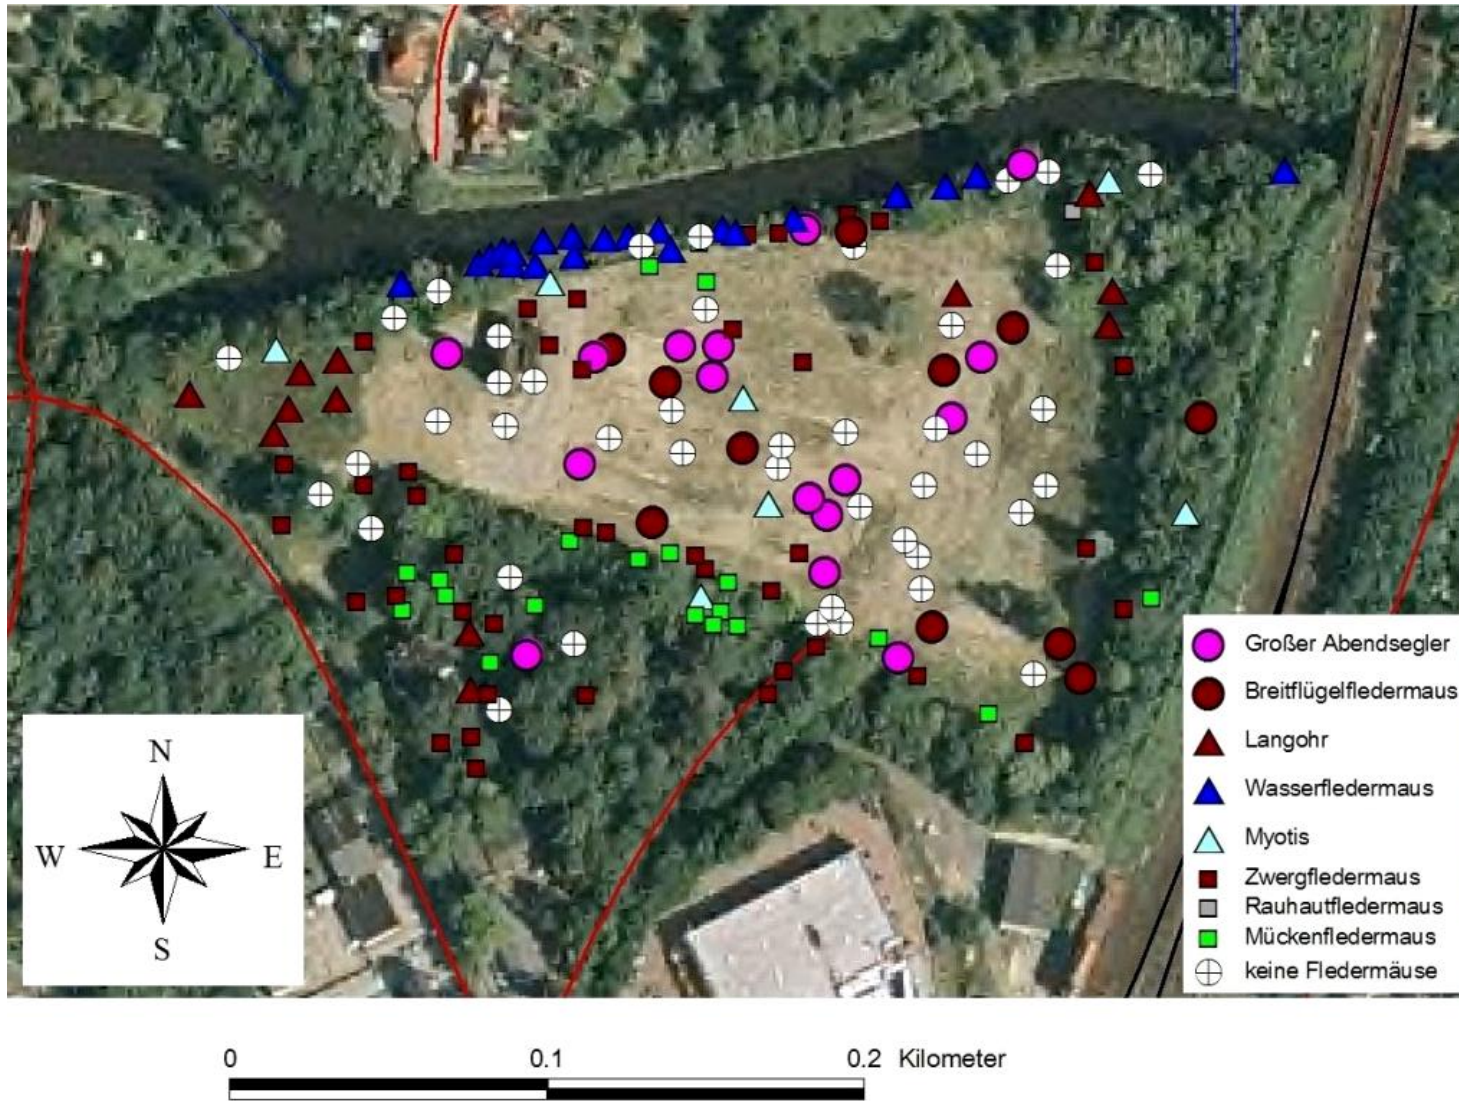 Großer Abendsegler
Breitflügelfledermaus
Langohr
Wasserfledermaus
Myotis
Zwergfledermaus
Rauhautfledermaus
Mückenfledermaus
keine Fledermäuse
N
W E
S
0 0.1 0.2 Kilometer